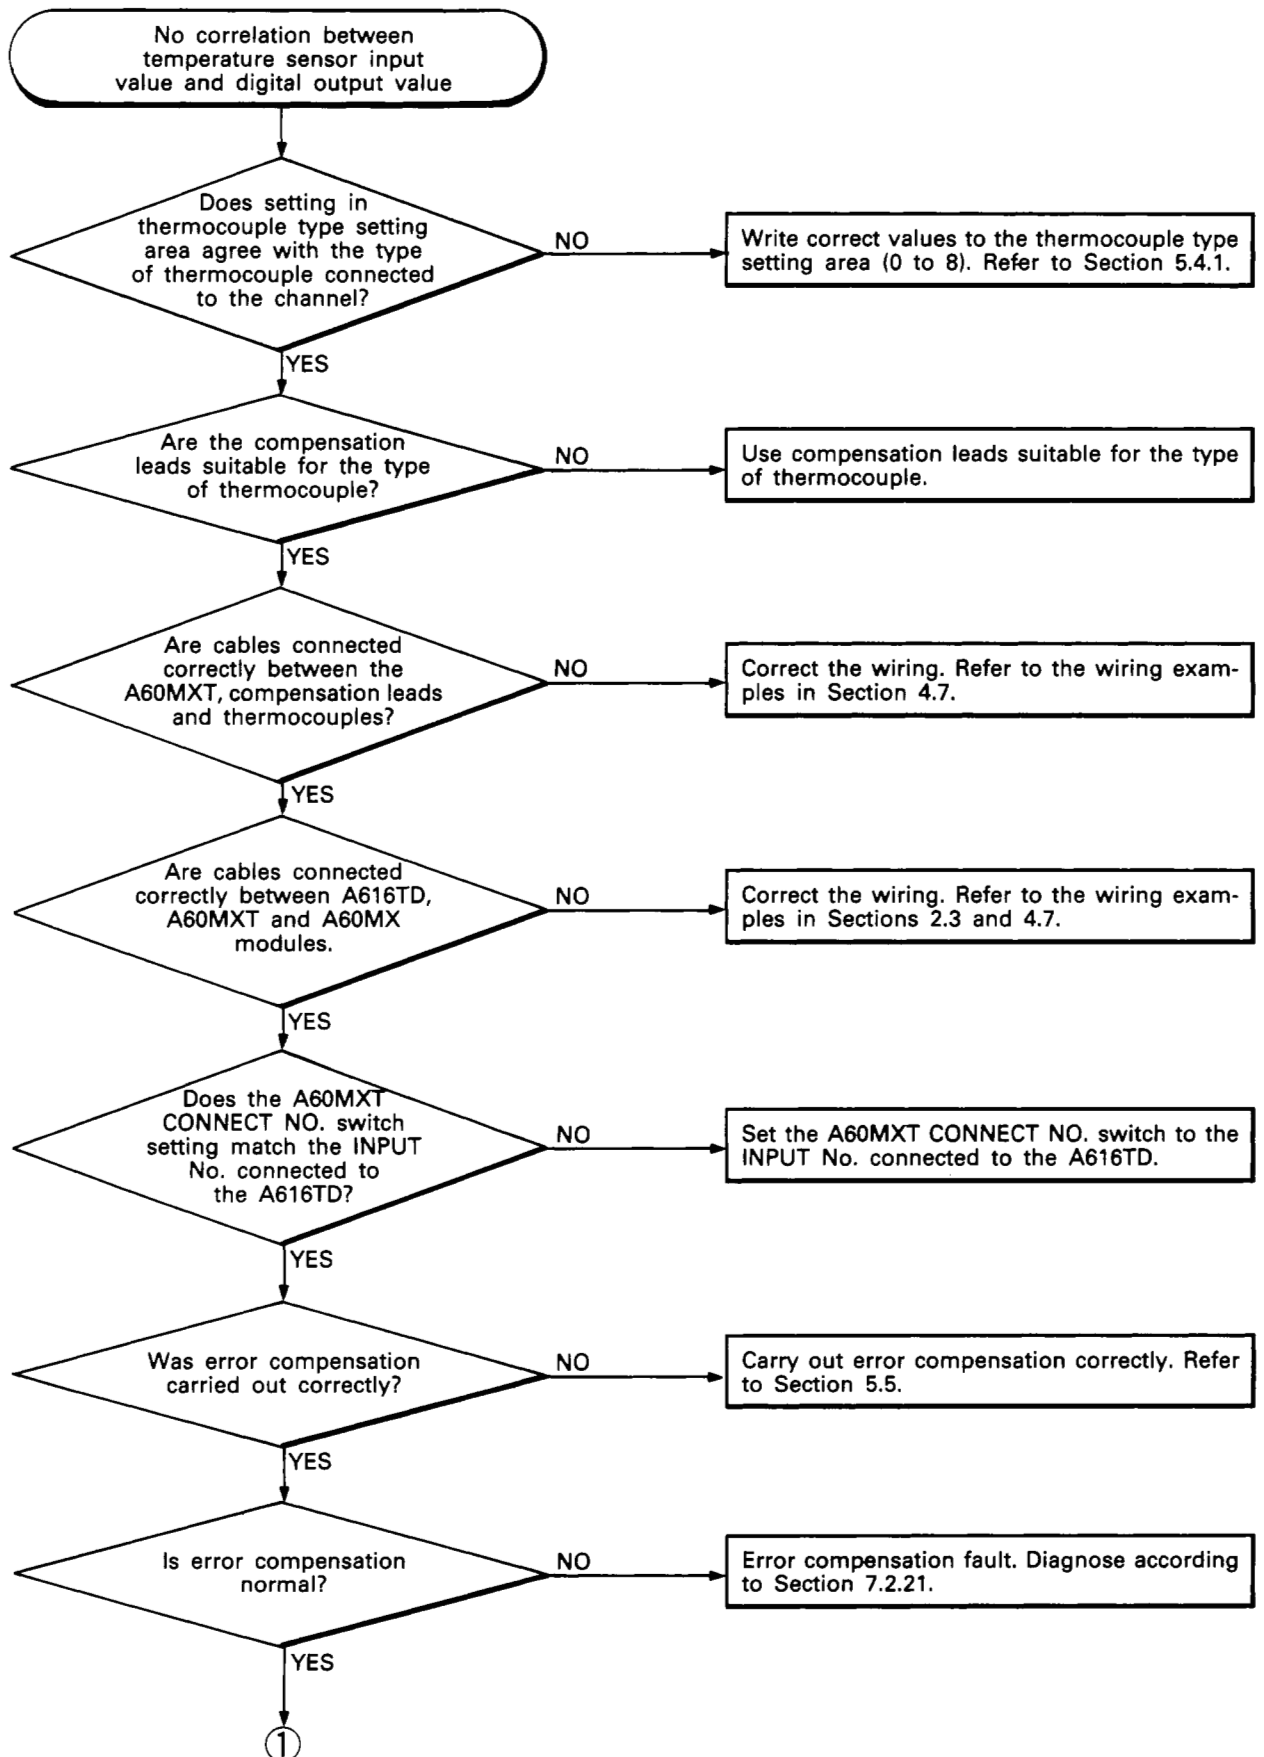 No correlation between
temperature sensor input
value and digital output value
Does setting in
thermocouple type setting
area agree with the type
of thermocouple connected
to the channel?
NO
Write correct values to the thermocouple type
setting area (0 to 8). Refer to Section 5.4.1.
YES
Are the compensation
leads suitable for the type
of thermocouple?
NO
Use compensation leads suitable for the type
of thermocouple.
YES
Are cables connected
correctly between the
A60MXT, compensation leads
and thermocouples?
NO
Correct the wiring. Refer to the wiring exam-
ples in Section 4.7.
YES
Are cables connected
correctly between A616TD,
A60MXT and A60MX
modules.
NO
Correct the wiring. Refer to the wiring exam-
ples in Sections 2.3 and 4.7.
YES
Does the A60MXT
CONNECT NO. switch
setting match the INPUT
No. connected to
the A616TD?
NO
Set the A60MXT CONNECT NO. switch to the
INPUT No. connected to the A616TD.
YES
Was error compensation
carried out correctly?
NO
Carry out error compensation correctly. Refer
to Section 5.5.
YES
Is error compensation
normal?
NO
Error compensation fault. Diagnose according
to Section 7.2.21.
YES
①